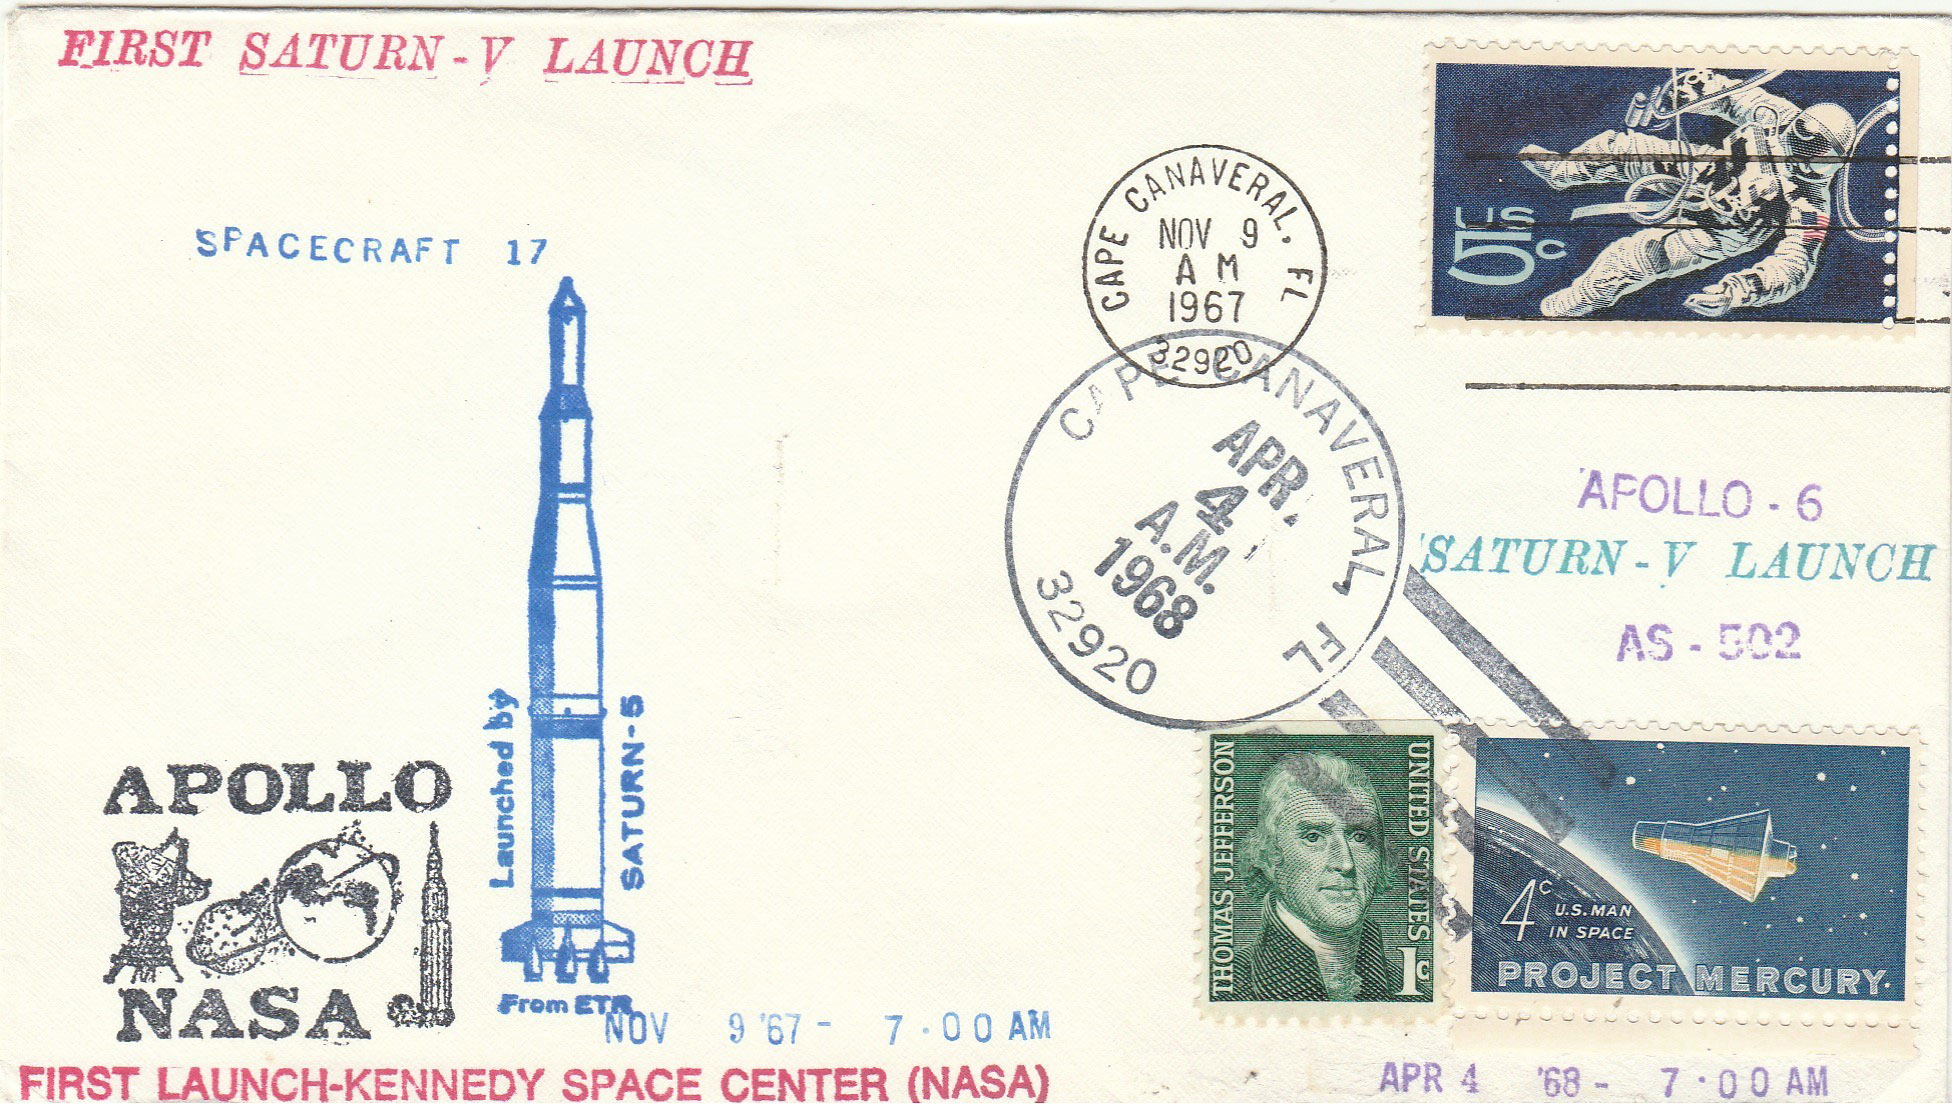 FIRST SATURN-V LAUNCH
SPACECRAFT 17
Launched by
SATURN-5
From ETR
APOLLO
NASA
NOV 9 '67 - 7·00 AM
FIRST LAUNCH-KENNEDY SPACE CENTER (NASA)
CAPE CANAVERAL, FL
NOV 9
AM
1967
32920
CAPE CANAVERAL, FL
APR. 4
A.M.
1968
32920
US
5c
APOLLO - 6
SATURN-V LAUNCH
AS - 502
THOMAS JEFFERSON
UNITED STATES
1c
4c
U.S. MAN
IN SPACE
PROJECT MERCURY
APR 4 '68 - 7·00 AM